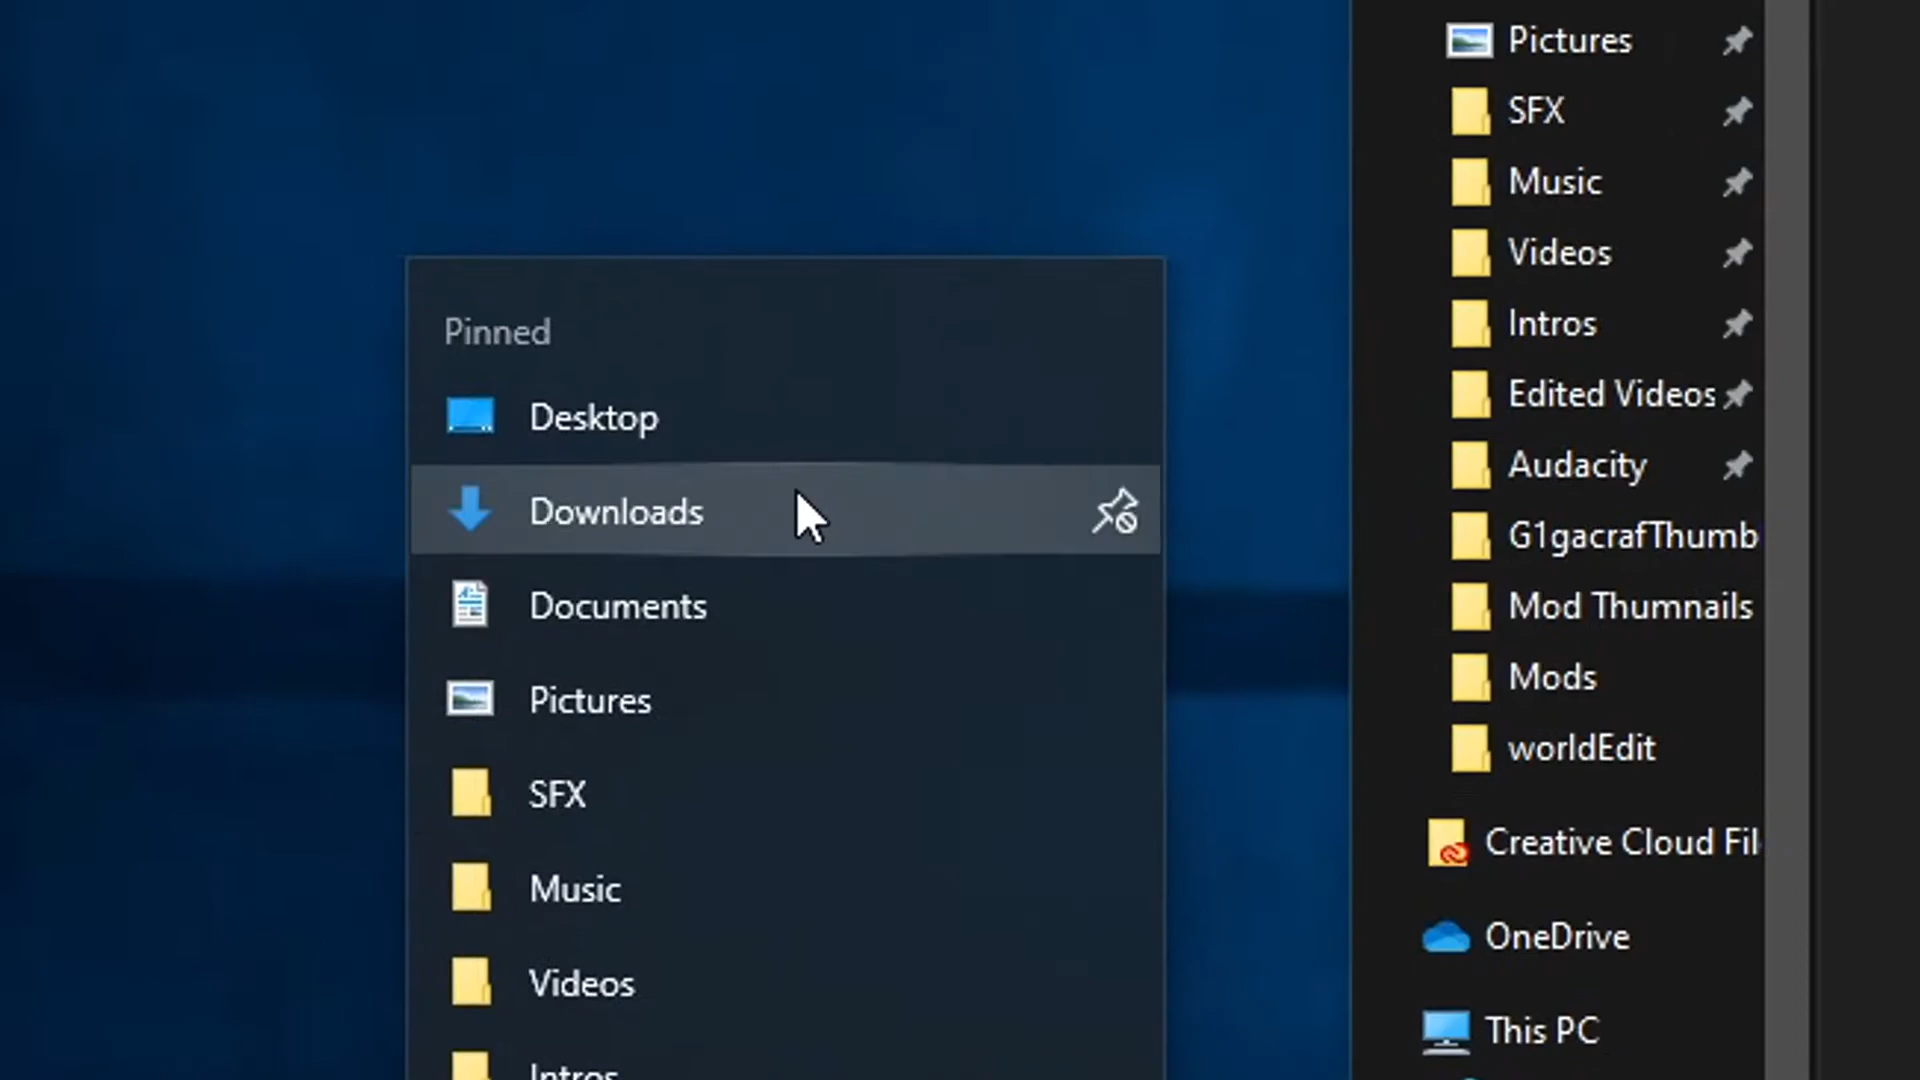 Pinned
Desktop
Downloads
Documents
Pictures
SFX
Music
Videos
Intros
Pictures
SFX
Music
Videos
Intros
Edited Videos
Audacity
G1gacrafThumb
Mod Thumnails
Mods
worldEdit
Creative Cloud Fil
OneDrive
This PC